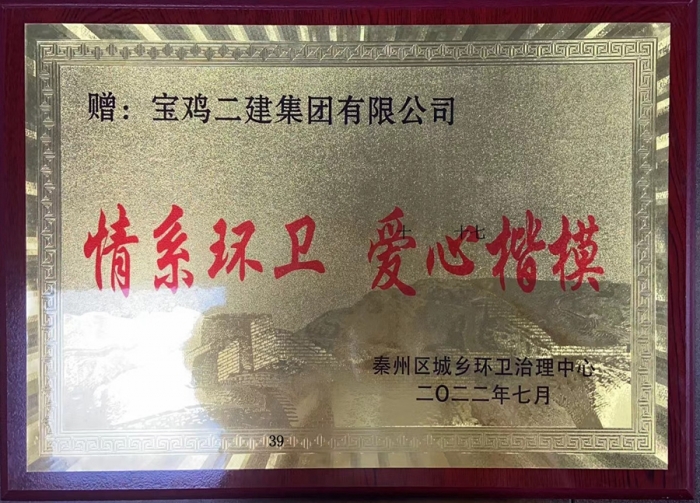 赠：宝鸡二建集团有限公司
情系环卫 爱心楷模
秦州区城乡环卫治理中心
二〇二二年七月
39